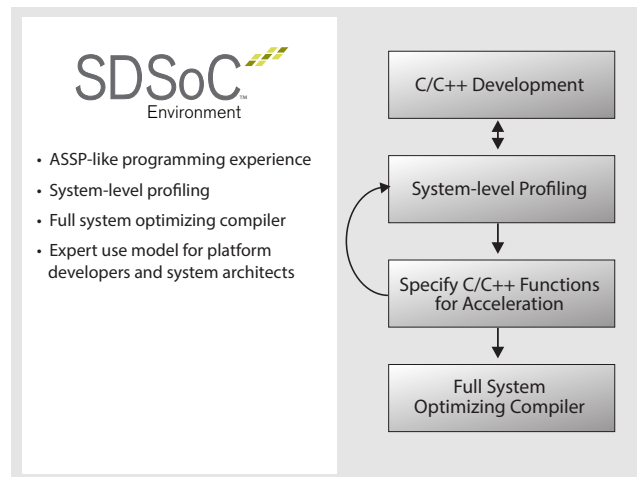 SDSoC™
Environment
• ASSP-like programming experience
• System-level profiling
• Full system optimizing compiler
• Expert use model for platform
developers and system architects
C/C++ Development
System-level Profiling
Specify C/C++ Functions
for Acceleration
Full System
Optimizing Compiler